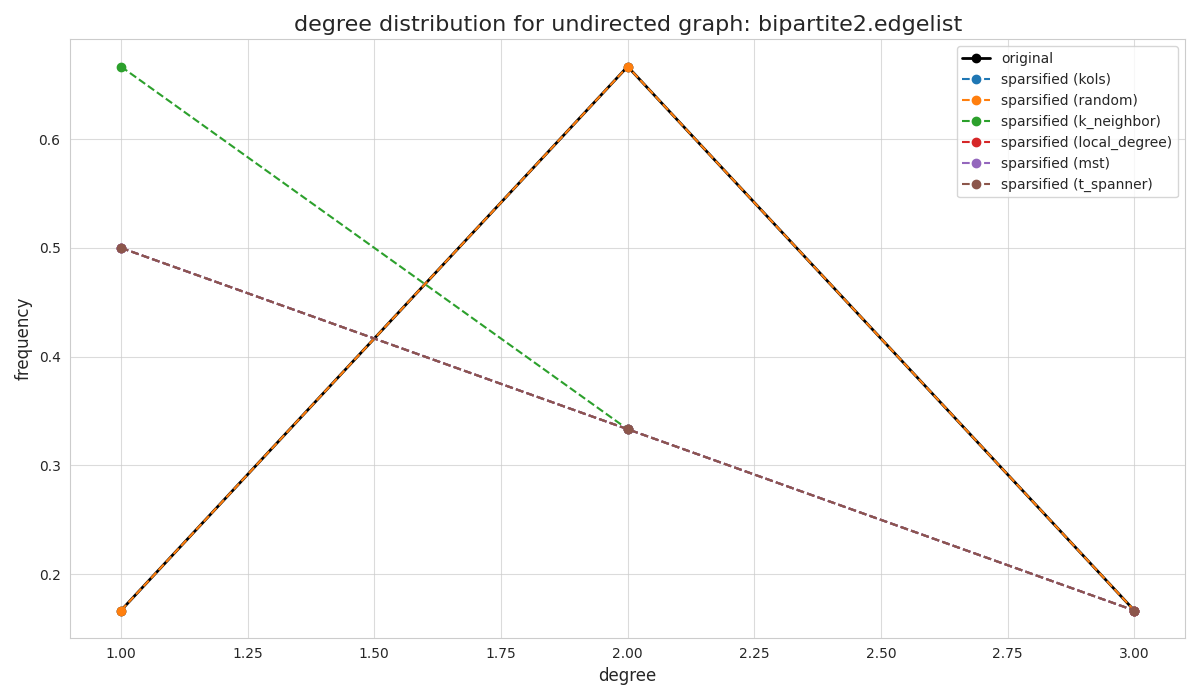 degree distribution for undirected graph: bipartite2.edgelist
original
sparsified (kols)
sparsified (random)
sparsified (k_neighbor)
sparsified (local_degree)
sparsified (mst)
sparsified (t_spanner)
frequency
0.6
0.5
0.4
0.3
0.2
1.00 1.25 1.50 1.75 2.00 2.25 2.50 2.75 3.00
degree